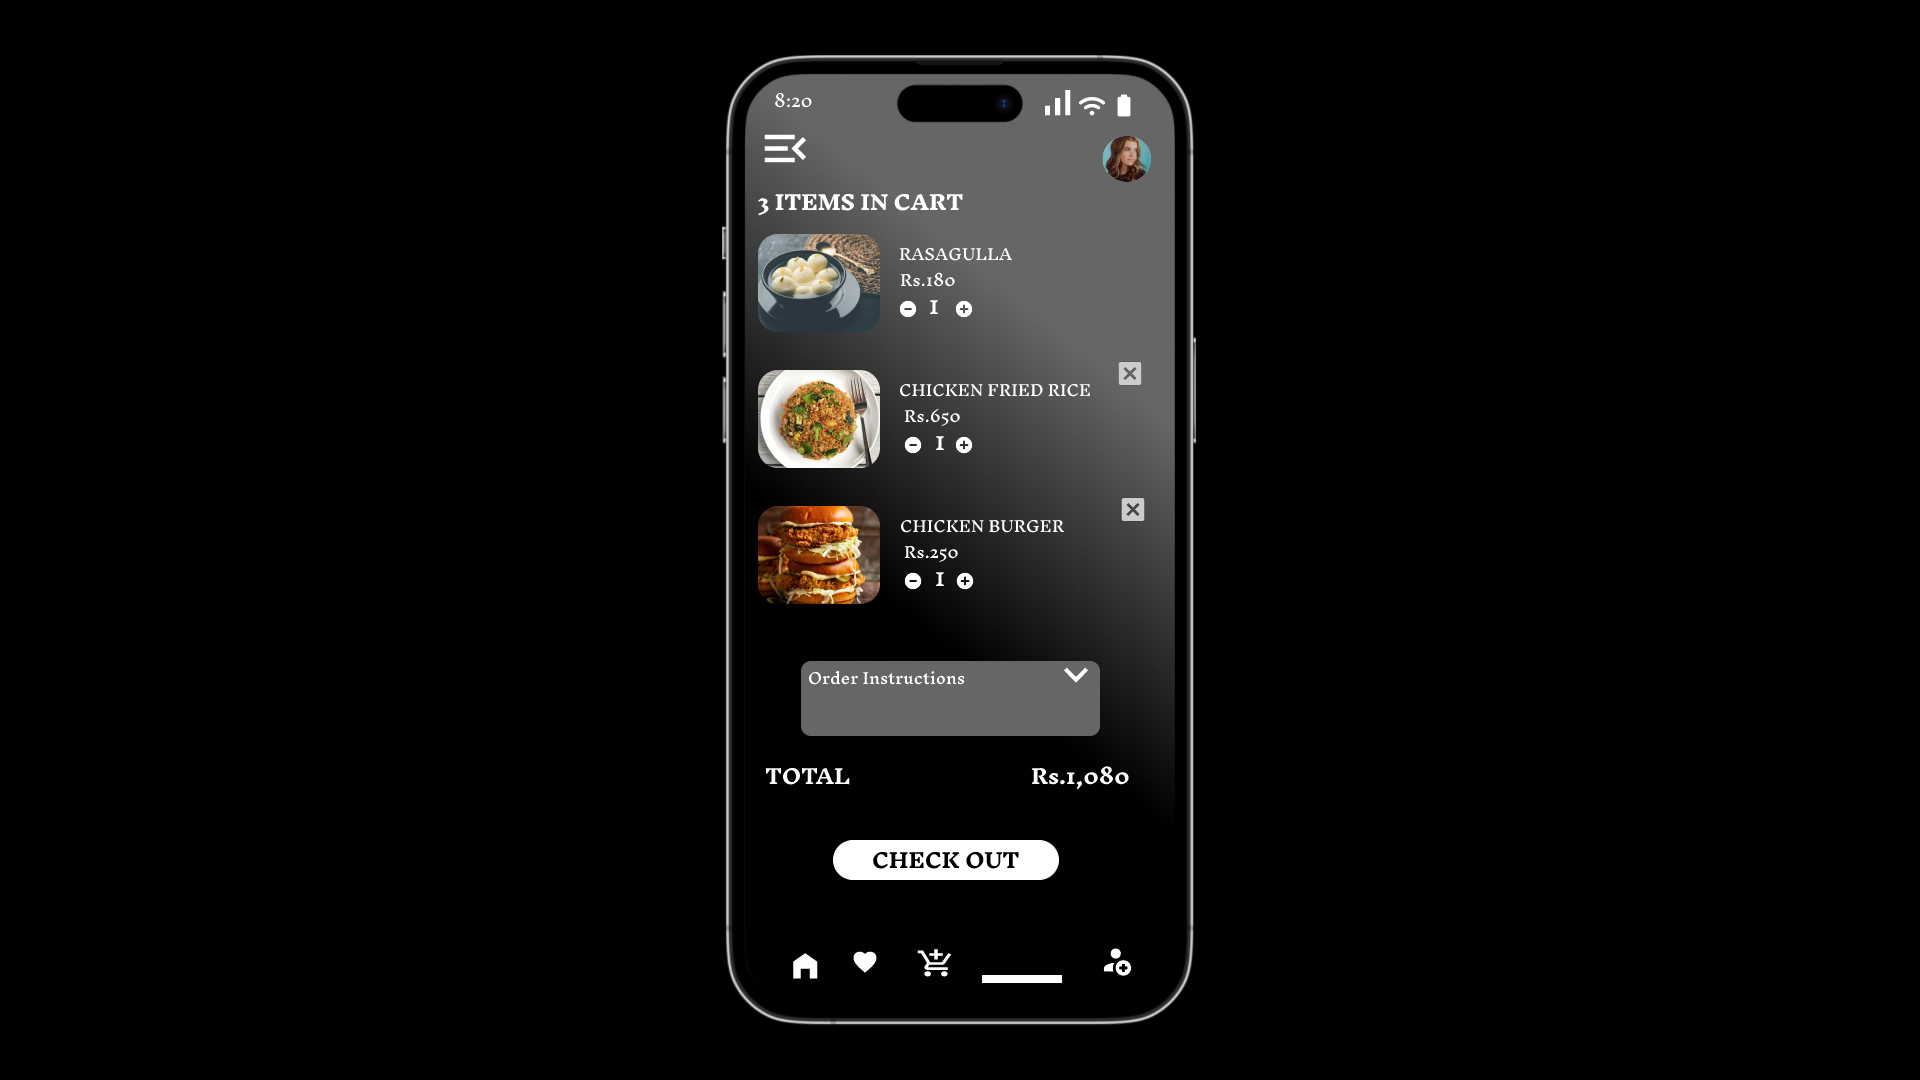 8:20
3 ITEMS IN CART
RASAGULLA
Rs.180
1
CHICKEN FRIED RICE
Rs.650
1
CHICKEN BURGER
Rs.250
1
Order Instructions
TOTAL Rs.1,080
CHECK OUT